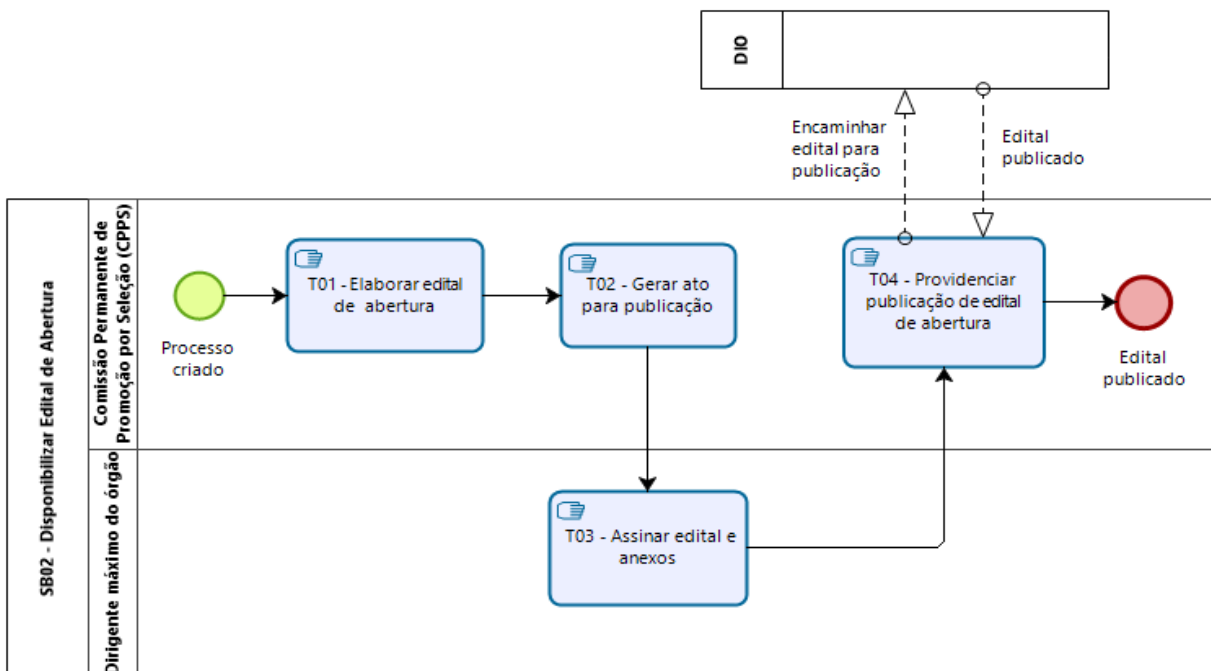 DIO
Encaminhar
edital para
publicação
Edital
publicado
SB02 - Disponibilizar Edital de Abertura
Comissão Permanente de
Promoção por Seleção (CPPS)
Processo
criado
T01 - Elaborar edital
de abertura
T02 - Gerar ato
para publicação
T04 - Providenciar
publicação de edital
de abertura
Edital
publicado
Dirigente máximo do órgão
T03 - Assinar edital e
anexos